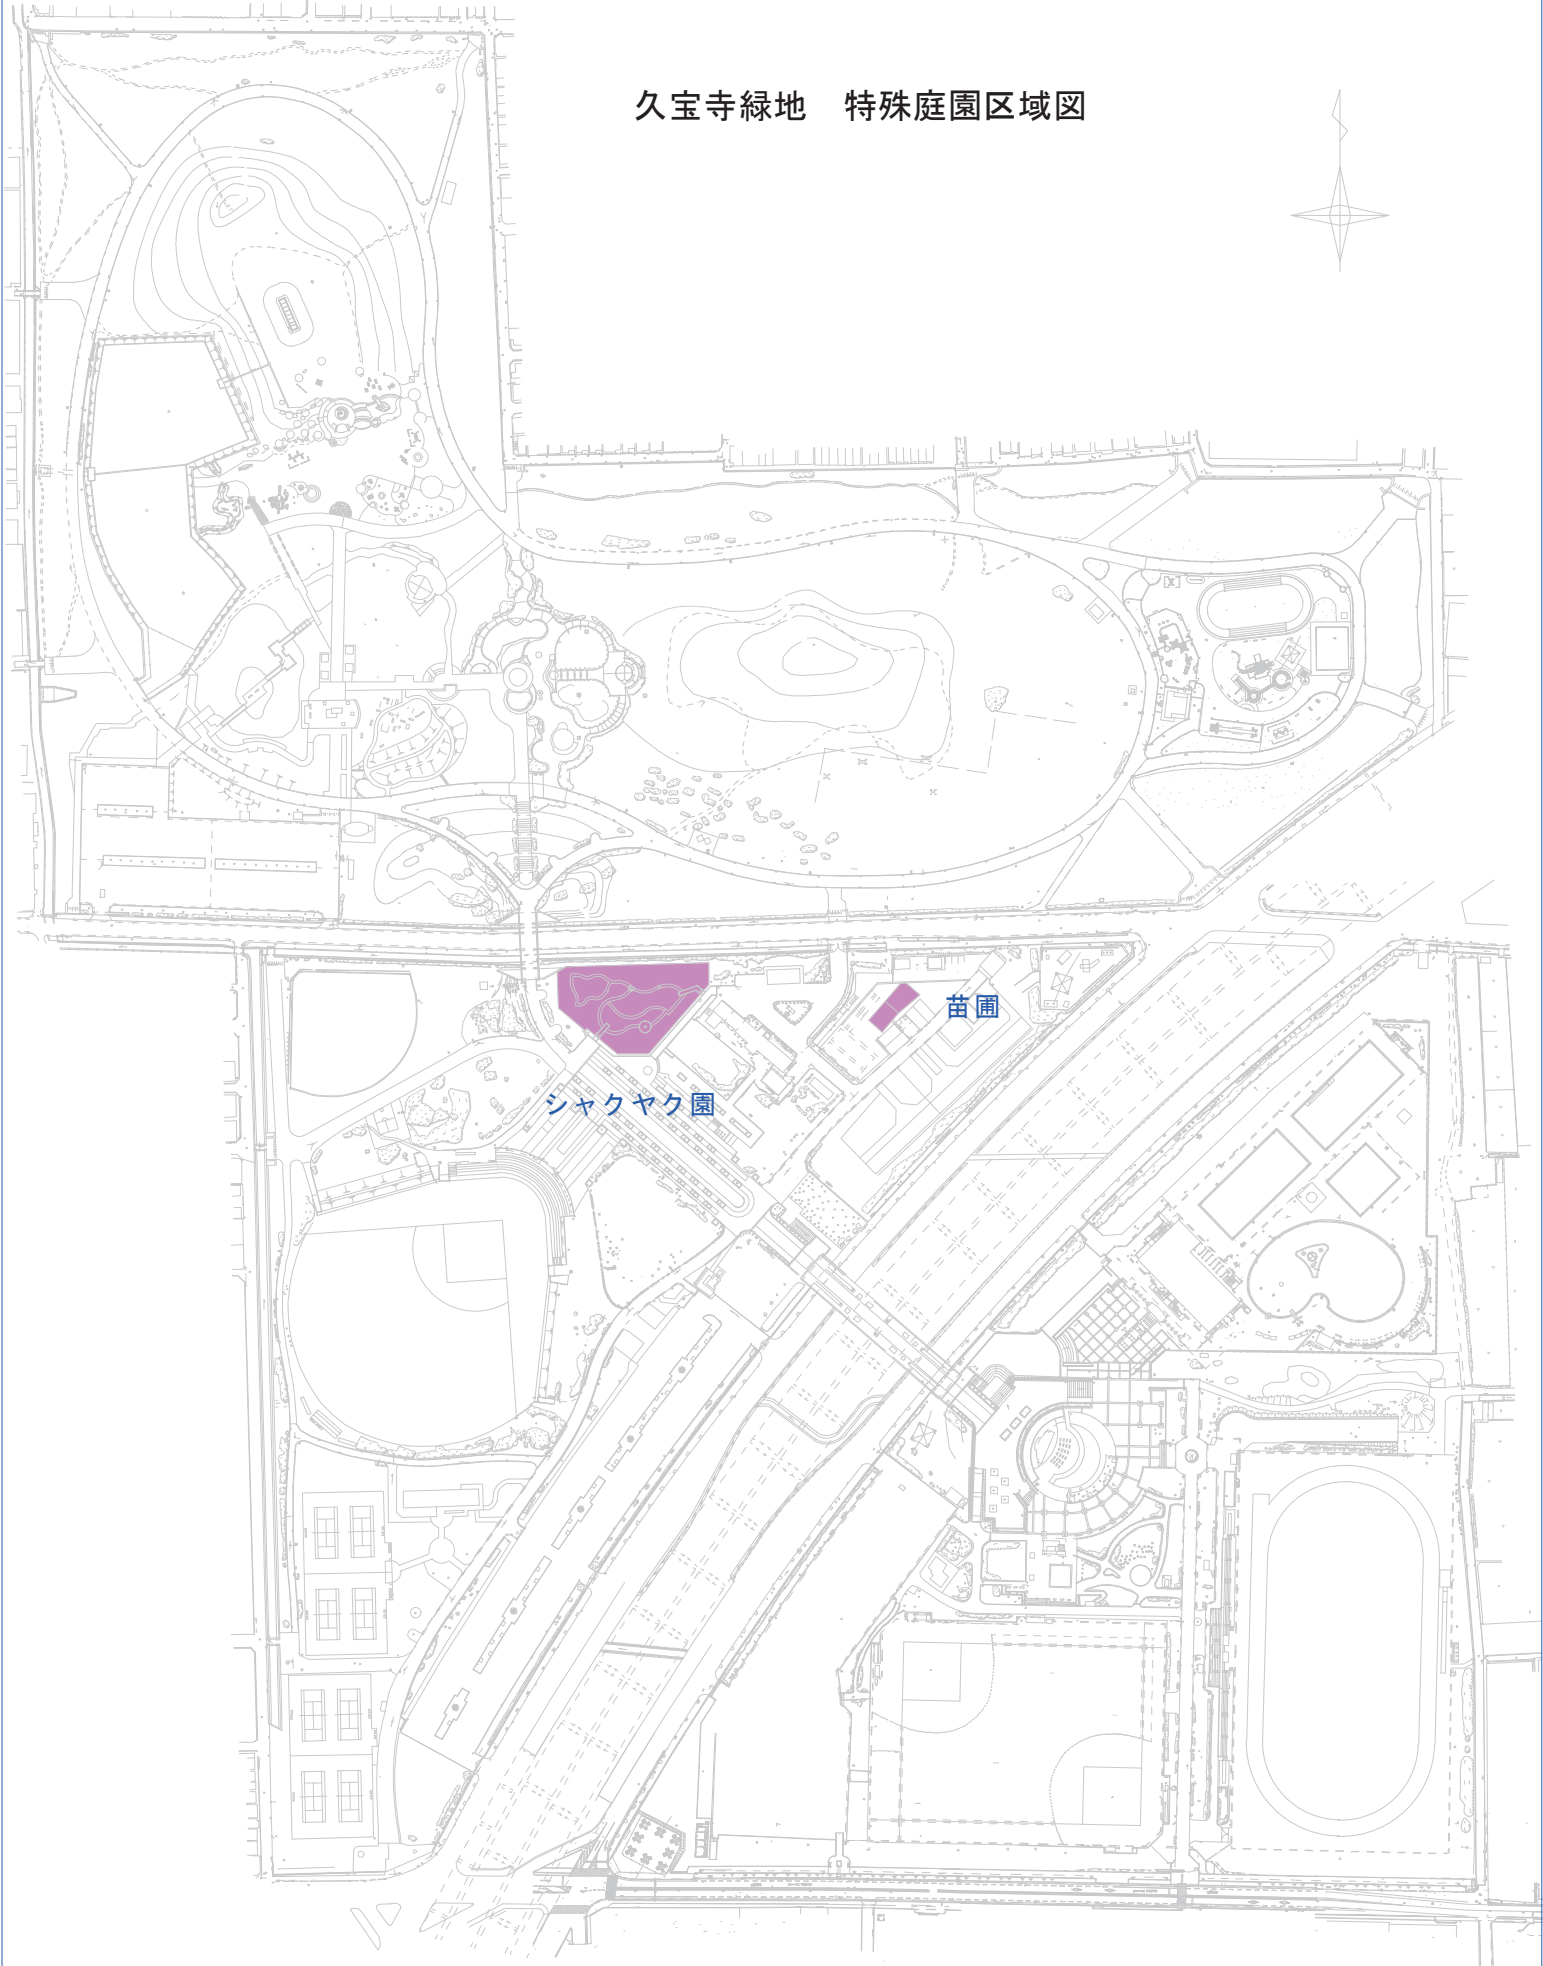 久宝寺緑地　特殊庭園区域図
苗圃
シャクヤク園